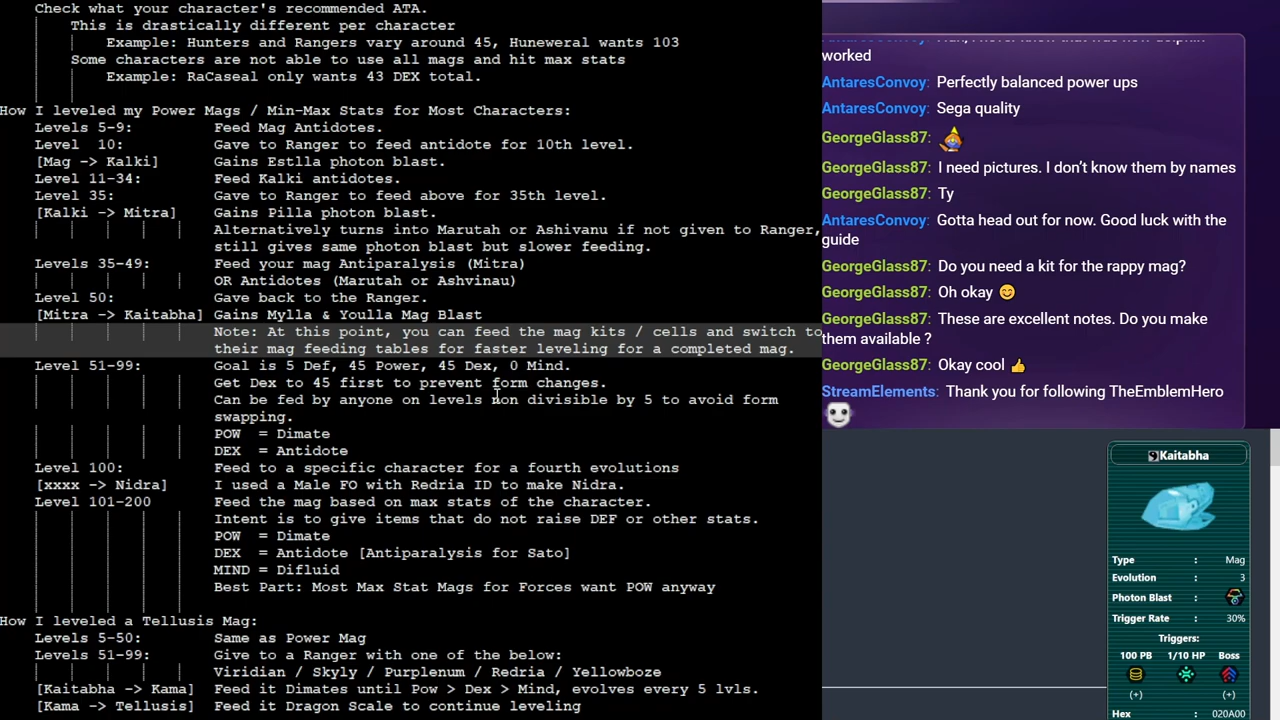 Check what your character's recommended ATA.
This is drastically different per character
Example: Hunters and Rangers vary around 45, Huneweral wants 103
Some characters are not able to use all mags and hit max stats
Example: RaCaseal only wants 43 DEX total.
How I leveled my Power Mags / Min-Max Stats for Most Characters:
Levels 5-9: Feed Mag Antidotes.
Level 10: Gave to Ranger to feed antidote for 10th level.
[Mag -> Kalki] Gains Estlla photon blast.
Level 11-34: Feed Kalki antidotes.
Level 35: Gave to Ranger to feed above for 35th level.
[Kalki -> Mitra] Gains Pilla photon blast.
Alternatively turns into Marutah or Ashivanu if not given to Ranger,
still gives same photon blast but slower feeding.
Levels 35-49: Feed your mag Antiparalysis (Mitra)
OR Antidotes (Marutah or Ashvinau)
Level 50: Gave back to the Ranger.
[Mitra -> Kaitabha] Gains Mylla & Youlla Mag Blast
Note: At this point, you can feed the mag kits / cells and switch to
their mag feeding tables for faster leveling for a completed mag.
Level 51-99: Goal is 5 Def, 45 Power, 45 Dex, 0 Mind.
Get Dex to 45 first to prevent form changes.
Can be fed by anyone on levels non divisible by 5 to avoid form
swapping.
POW = Dimate
DEX = Antidote
Level 100: Feed to a specific character for a fourth evolutions
[xxxx -> Nidra] I used a Male FO with Redria ID to make Nidra.
Level 101-200 Feed the mag based on max stats of the character.
Intent is to give items that do not raise DEF or other stats.
POW = Dimate
DEX = Antidote [Antiparalysis for Sato]
MIND = Difluid
Best Part: Most Max Stat Mags for Forces want POW anyway
How I leveled a Tellusis Mag:
Levels 5-50: Same as Power Mag
Levels 51-99: Give to a Ranger with one of the below:
Viridian / Skyly / Purplenum / Redria / Yellowboze
[Kaitabha -> Kama] Feed it Dimates until Pow > Dex > Mind, evolves every 5 lvls.
[Kama -> Tellusis] Feed it Dragon Scale to continue leveling
worked
AntaresConvoy: Perfectly balanced power ups
AntaresConvoy: Sega quality
GeorgeGlass87:
GeorgeGlass87: I need pictures. I don't know them by names
GeorgeGlass87: Ty
AntaresConvoy: Gotta head out for now. Good luck with the
guide
GeorgeGlass87: Do you need a kit for the rappy mag?
GeorgeGlass87: Oh okay
GeorgeGlass87: These are excellent notes. Do you make
them available ?
GeorgeGlass87: Okay cool
StreamElements: Thank you for following TheEmblemHero
Kaitabha
Type : Mag
Evolution : 3
Photon Blast :
Trigger Rate : 30%
Triggers:
100 PB 1/10 HP Boss
(+) (+)
Hex : 020A00